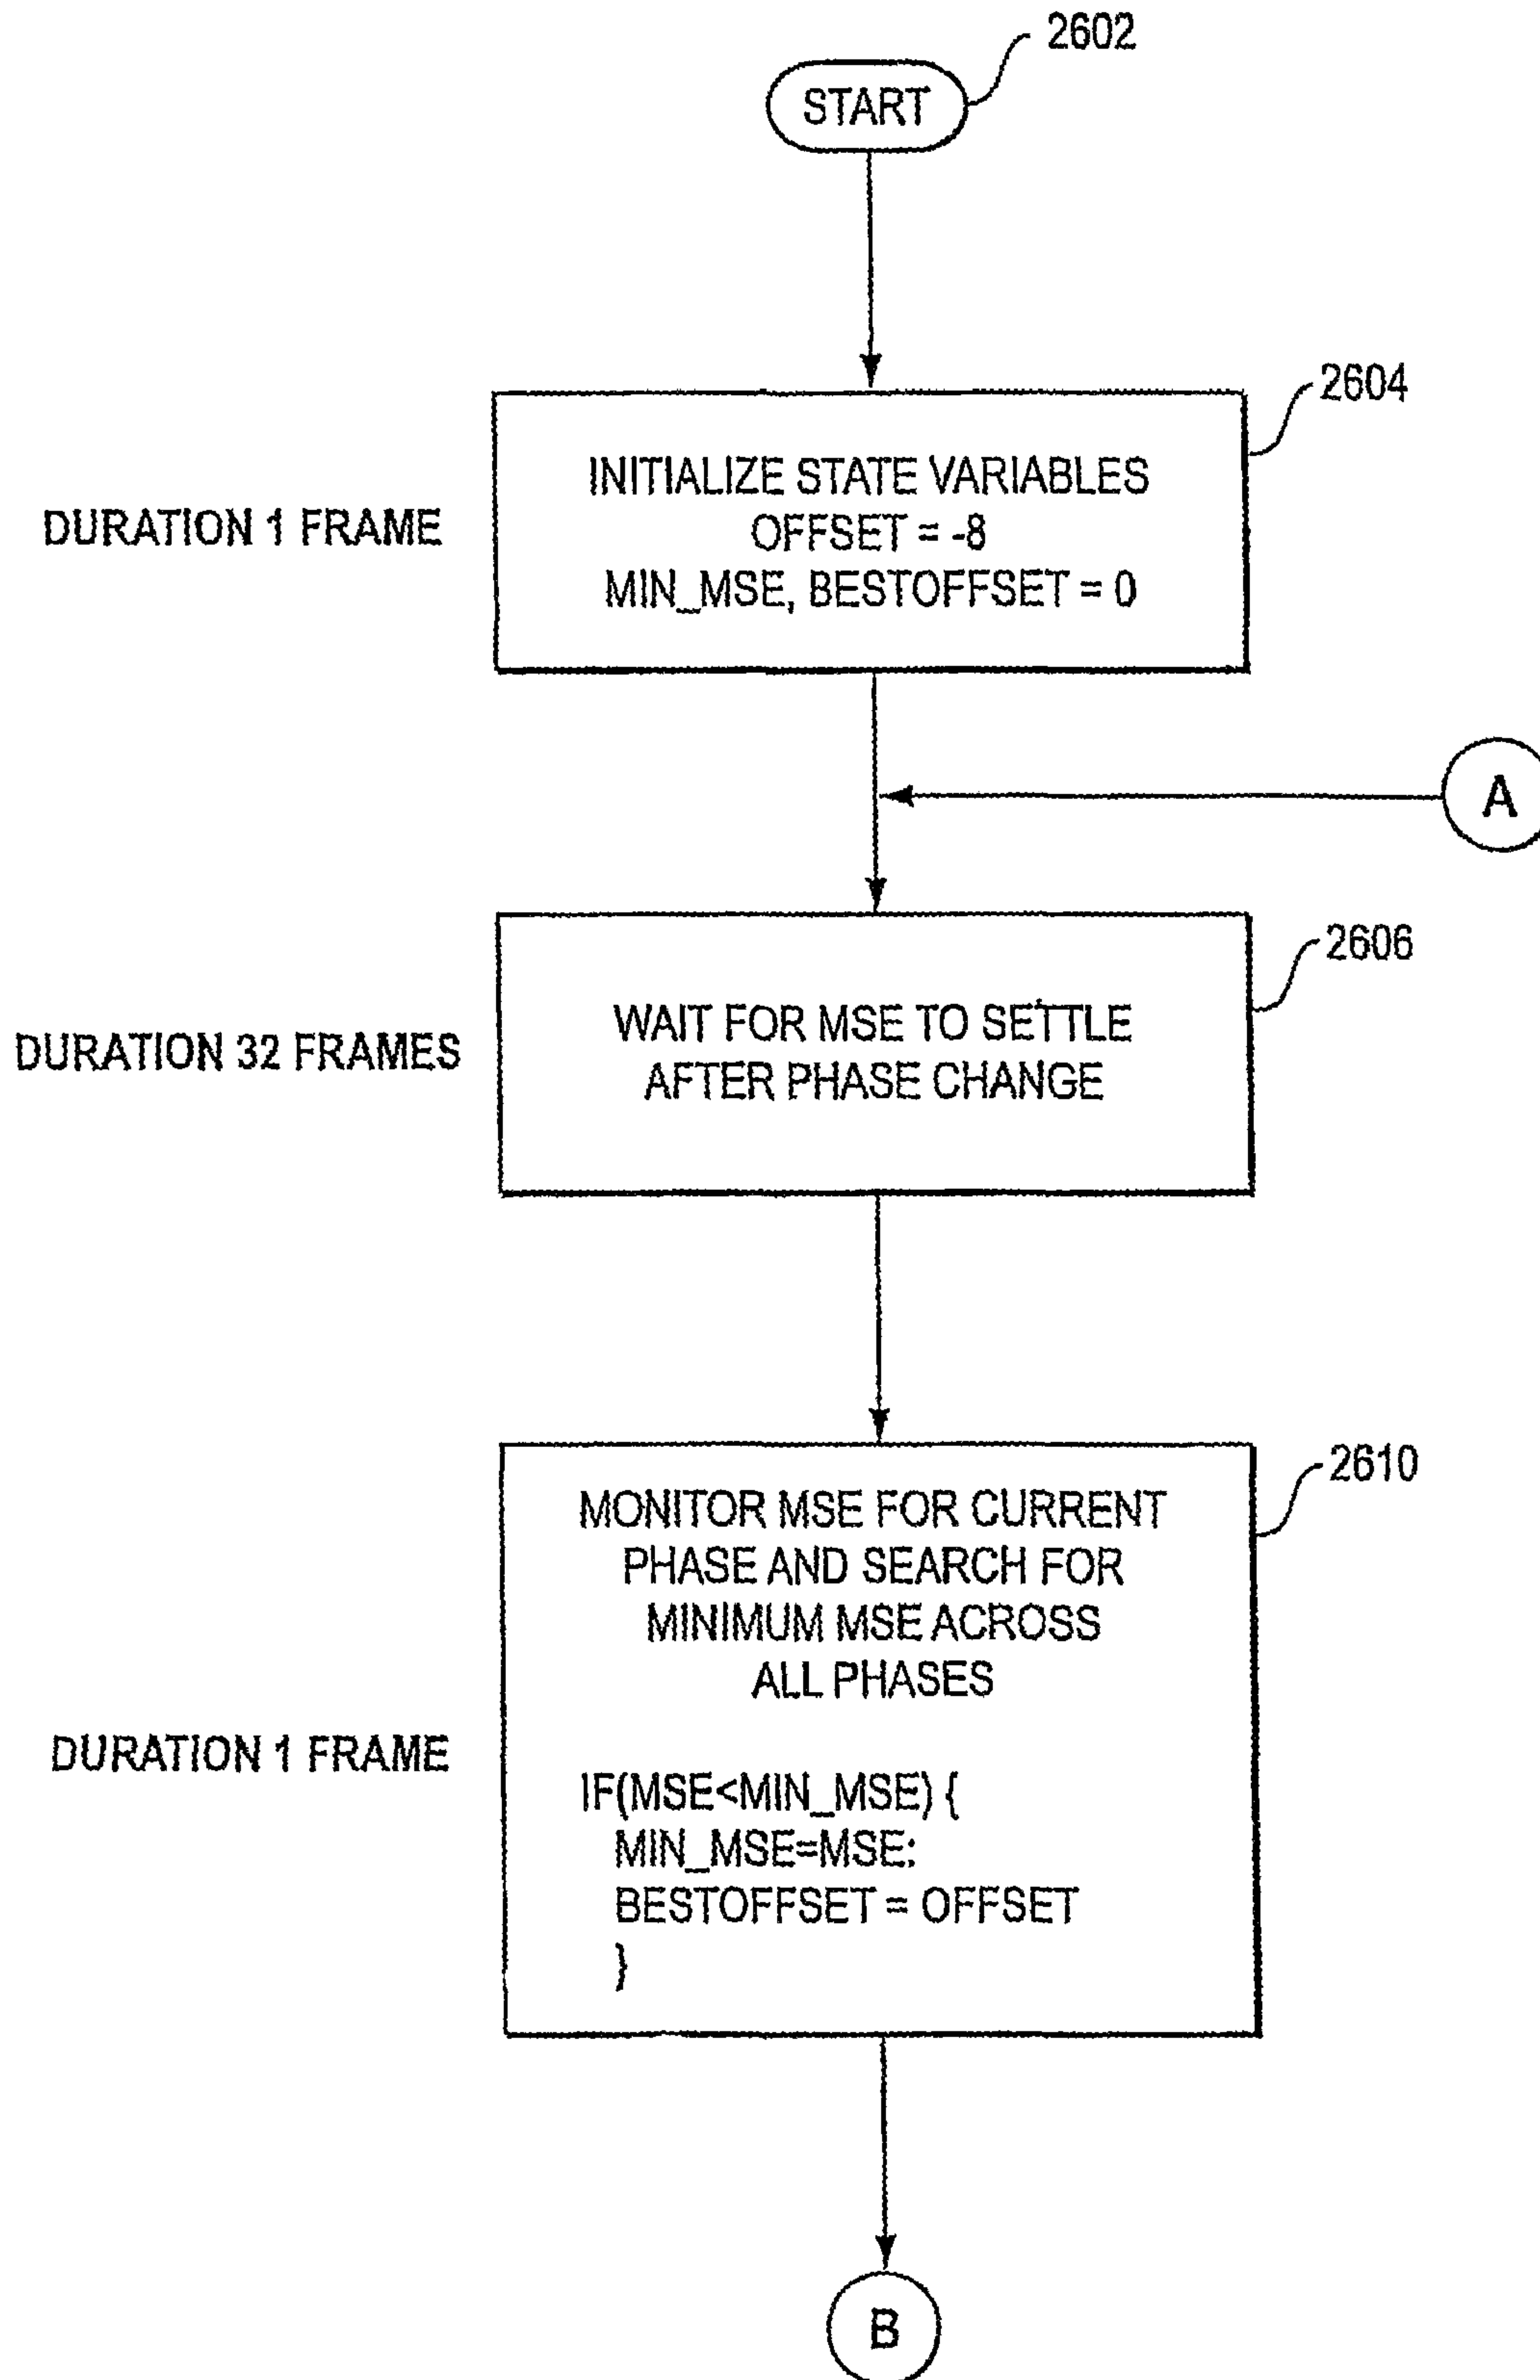 2602
START
2604
INITIALIZE STATE VARIABLES
OFFSET = -8
MIN_MSE, BESTOFFSET = 0
DURATION 1 FRAME
A
2606
WAIT FOR MSE TO SETTLE
AFTER PHASE CHANGE
DURATION 32 FRAMES
2610
MONITOR MSE FOR CURRENT
PHASE AND SEARCH FOR
MINIMUM MSE ACROSS
ALL PHASES
DURATION 1 FRAME
IF(MSE<MIN_MSE) {
MIN_MSE=MSE;
BESTOFFSET = OFFSET
}
B